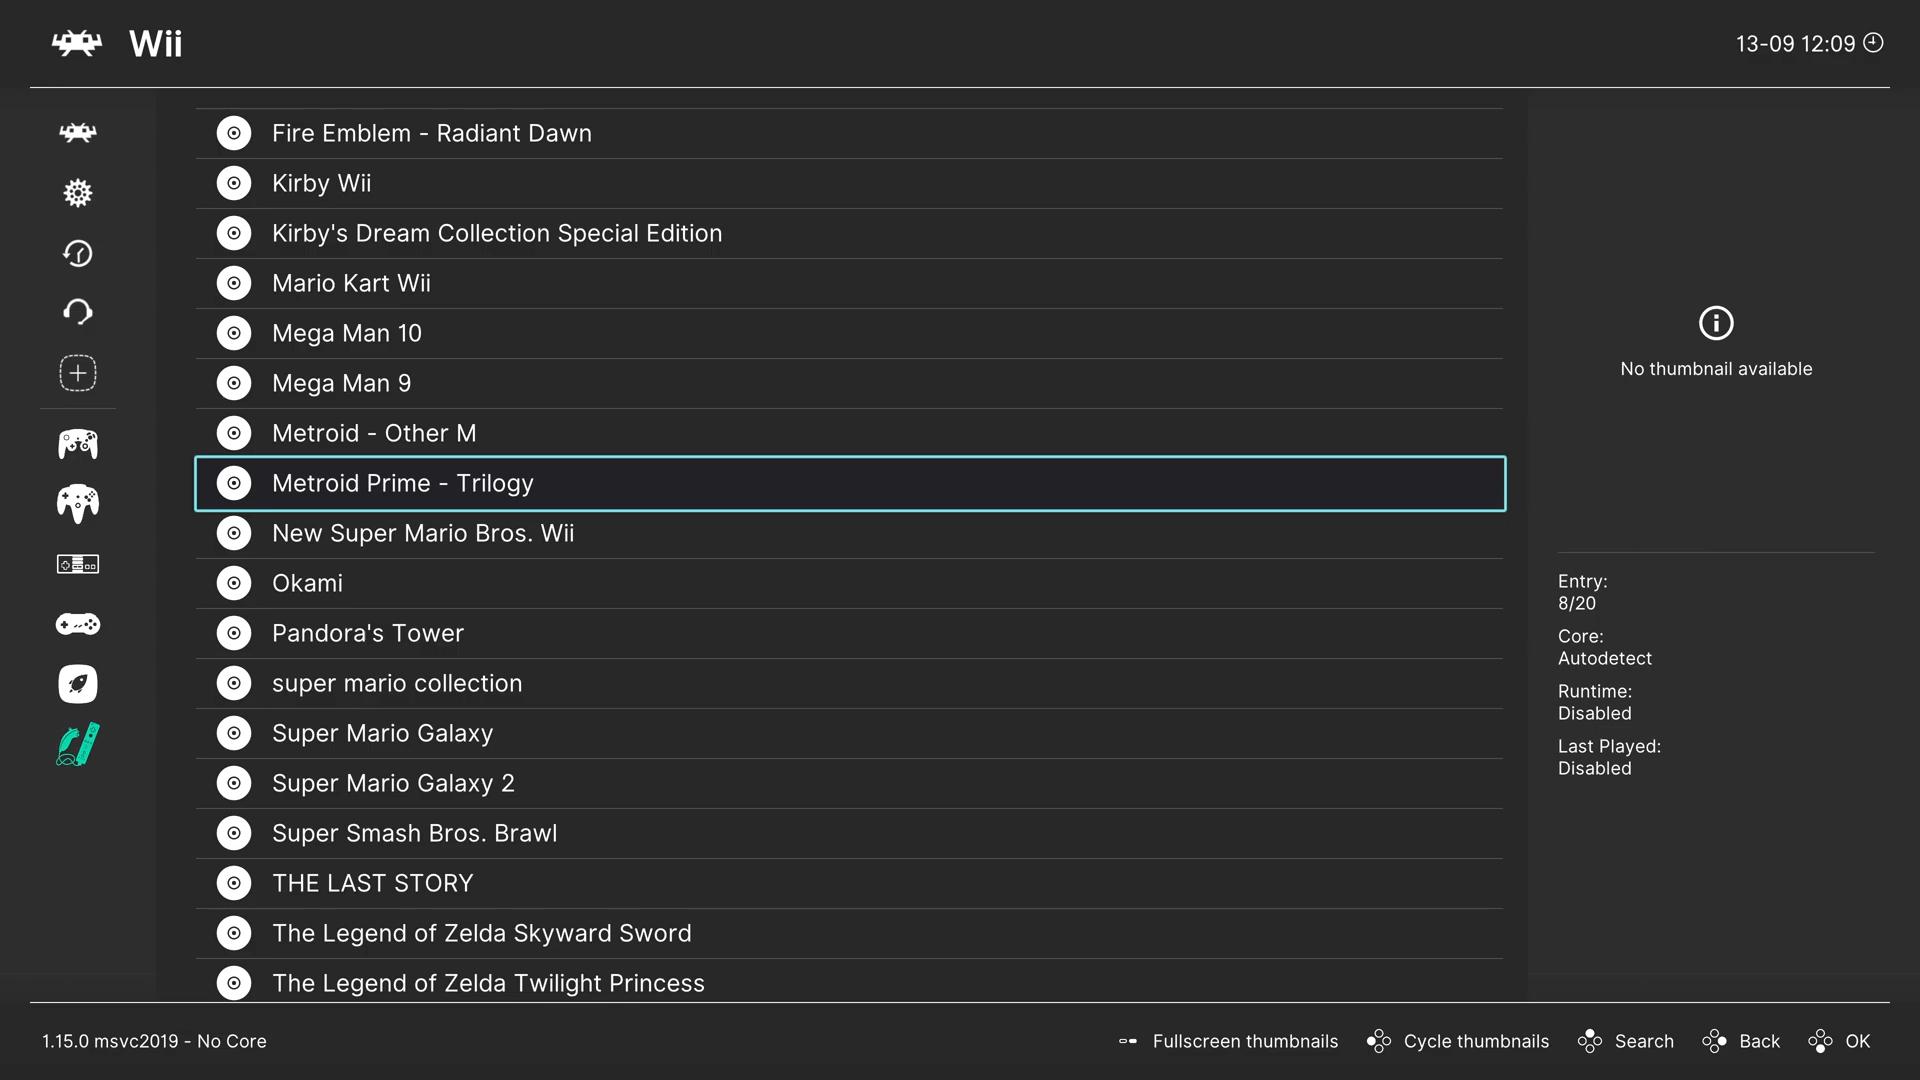 Wii
13-09 12:09
Fire Emblem - Radiant Dawn
Kirby Wii
Kirby's Dream Collection Special Edition
Mario Kart Wii
Mega Man 10
Mega Man 9
Metroid - Other M
Metroid Prime - Trilogy
New Super Mario Bros. Wii
Okami
Pandora's Tower
super mario collection
Super Mario Galaxy
Super Mario Galaxy 2
Super Smash Bros. Brawl
THE LAST STORY
The Legend of Zelda Skyward Sword
The Legend of Zelda Twilight Princess
No thumbnail available
Entry:
8/20
Core:
Autodetect
Runtime:
Disabled
Last Played:
Disabled
1.15.0 msvc2019 - No Core
Fullscreen thumbnails
Cycle thumbnails
Search
Back
OK